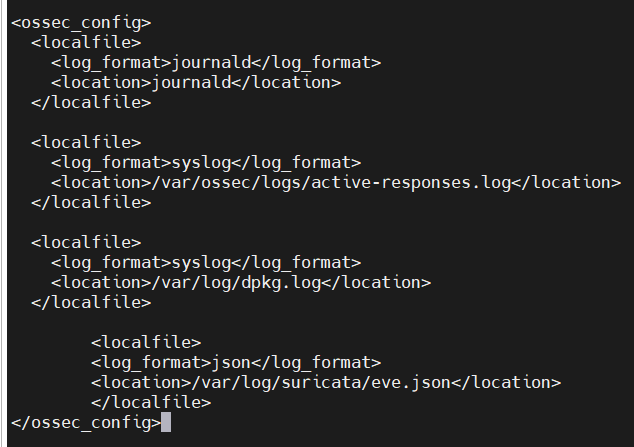 <ossec_config>
  <localfile>
    <log_format>journald</log_format>
    <location>journald</location>
  </localfile>

  <localfile>
    <log_format>syslog</log_format>
    <location>/var/ossec/logs/active-responses.log</location>
  </localfile>

  <localfile>
    <log_format>syslog</log_format>
    <location>/var/log/dpkg.log</location>
  </localfile>

        <localfile>
        <log_format>json</log_format>
        <location>/var/log/suricata/eve.json</location>
        </localfile>
</ossec_config>